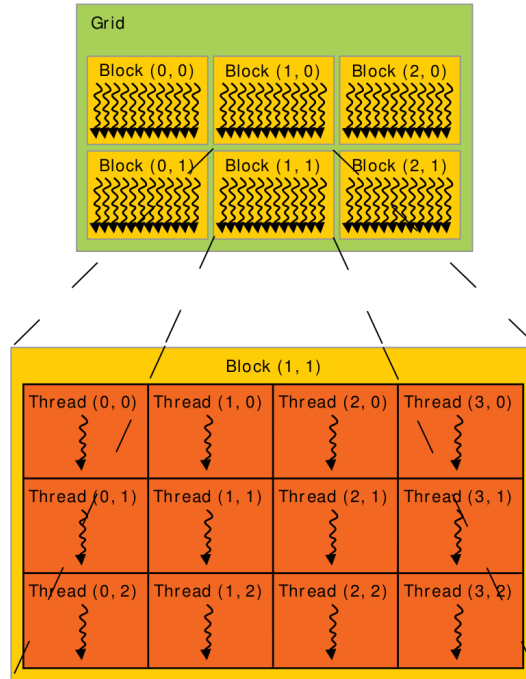 Grid
Block (0, 0) Block (1, 0) Block (2, 0)
Block (0, 1) Block (1, 1) Block (2, 1)
Block (1, 1)
Thread (0, 0) Thread (1, 0) Thread (2, 0) Thread (3, 0)
Thread (0, 1) Thread (1, 1) Thread (2, 1) Thread (3, 1)
Thread (0, 2) Thread (1, 2) Thread (2, 2) Thread (3, 2)